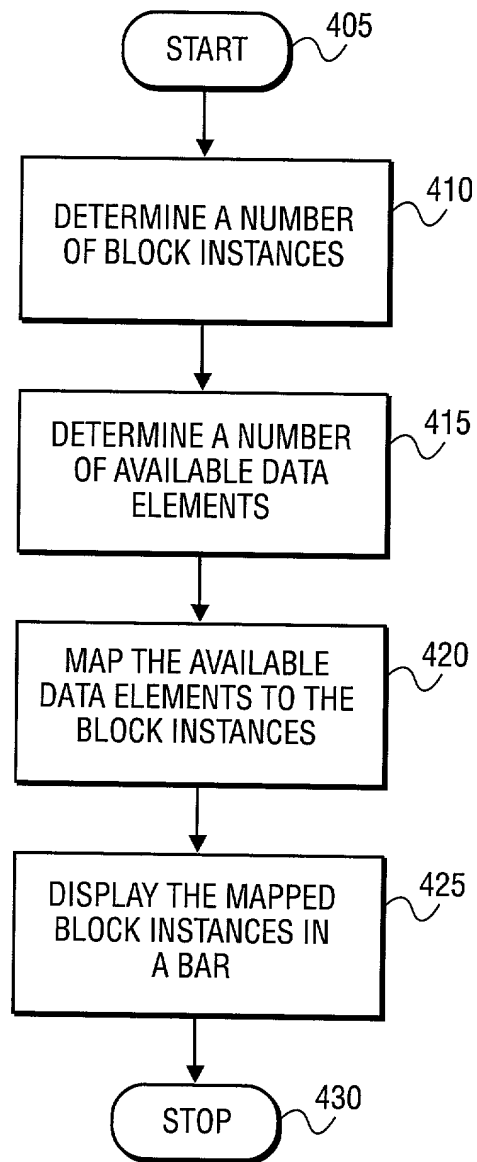 START
405
DETERMINE A NUMBER
OF BLOCK INSTANCES
410
DETERMINE A NUMBER
OF AVAILABLE DATA
ELEMENTS
415
MAP THE AVAILABLE
DATA ELEMENTS TO THE
BLOCK INSTANCES
420
DISPLAY THE MAPPED
BLOCK INSTANCES IN
A BAR
425
STOP
430